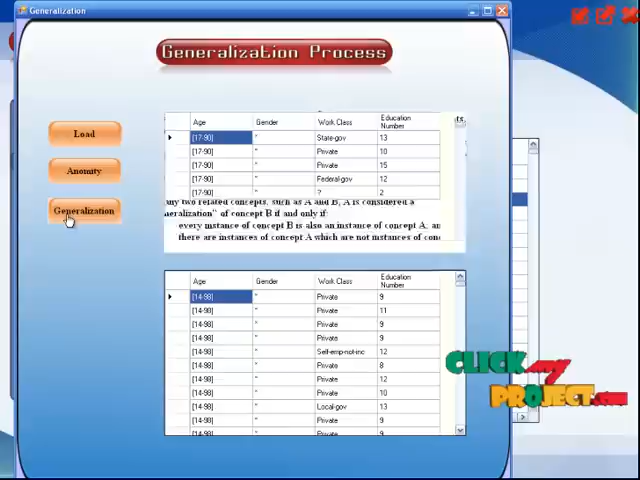 Generalization
Generalization Process
Load
Anomity
Generalization
Age Gender Work Class Education Number
[17-90] * State-gov 13
[17-90] * Private 10
[17-90] * Private 15
[17-90] * Federal-gov 12
[17-90] * ? 2
any two related concepts, such as A and B, A is considered a
neralization" of concept B if and only if:
every instance of concept B is also an instance of concept A; and
there are instances of concept A which are not instances of conc
Age Gender Work Class Education Number
[14-98] * Private 9
[14-98] * Private 11
[14-98] * Private 9
[14-98] * Private 9
[14-98] * Self-emp-not-inc 12
[14-98] * Private 8
[14-98] * Private 12
[14-98] * Private 10
[14-98] * Local-gov 13
[14-98] * Private 9
[14-98] * Private 9
CLICK my
PROJECT.com